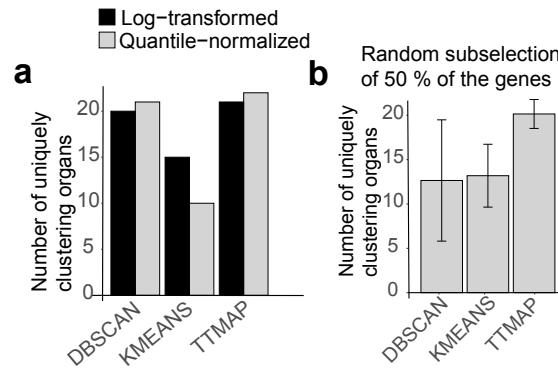 Log-transformed
Quantile-normalized
a
Number of uniquely
clustering organs
20
15
10
5
0
DBSCAN
KMEANS
TTMAP
b
Random subselection
of 50 % of the genes
Number of uniquely
clustering organs
20
15
10
5
0
DBSCAN
KMEANS
TTMAP